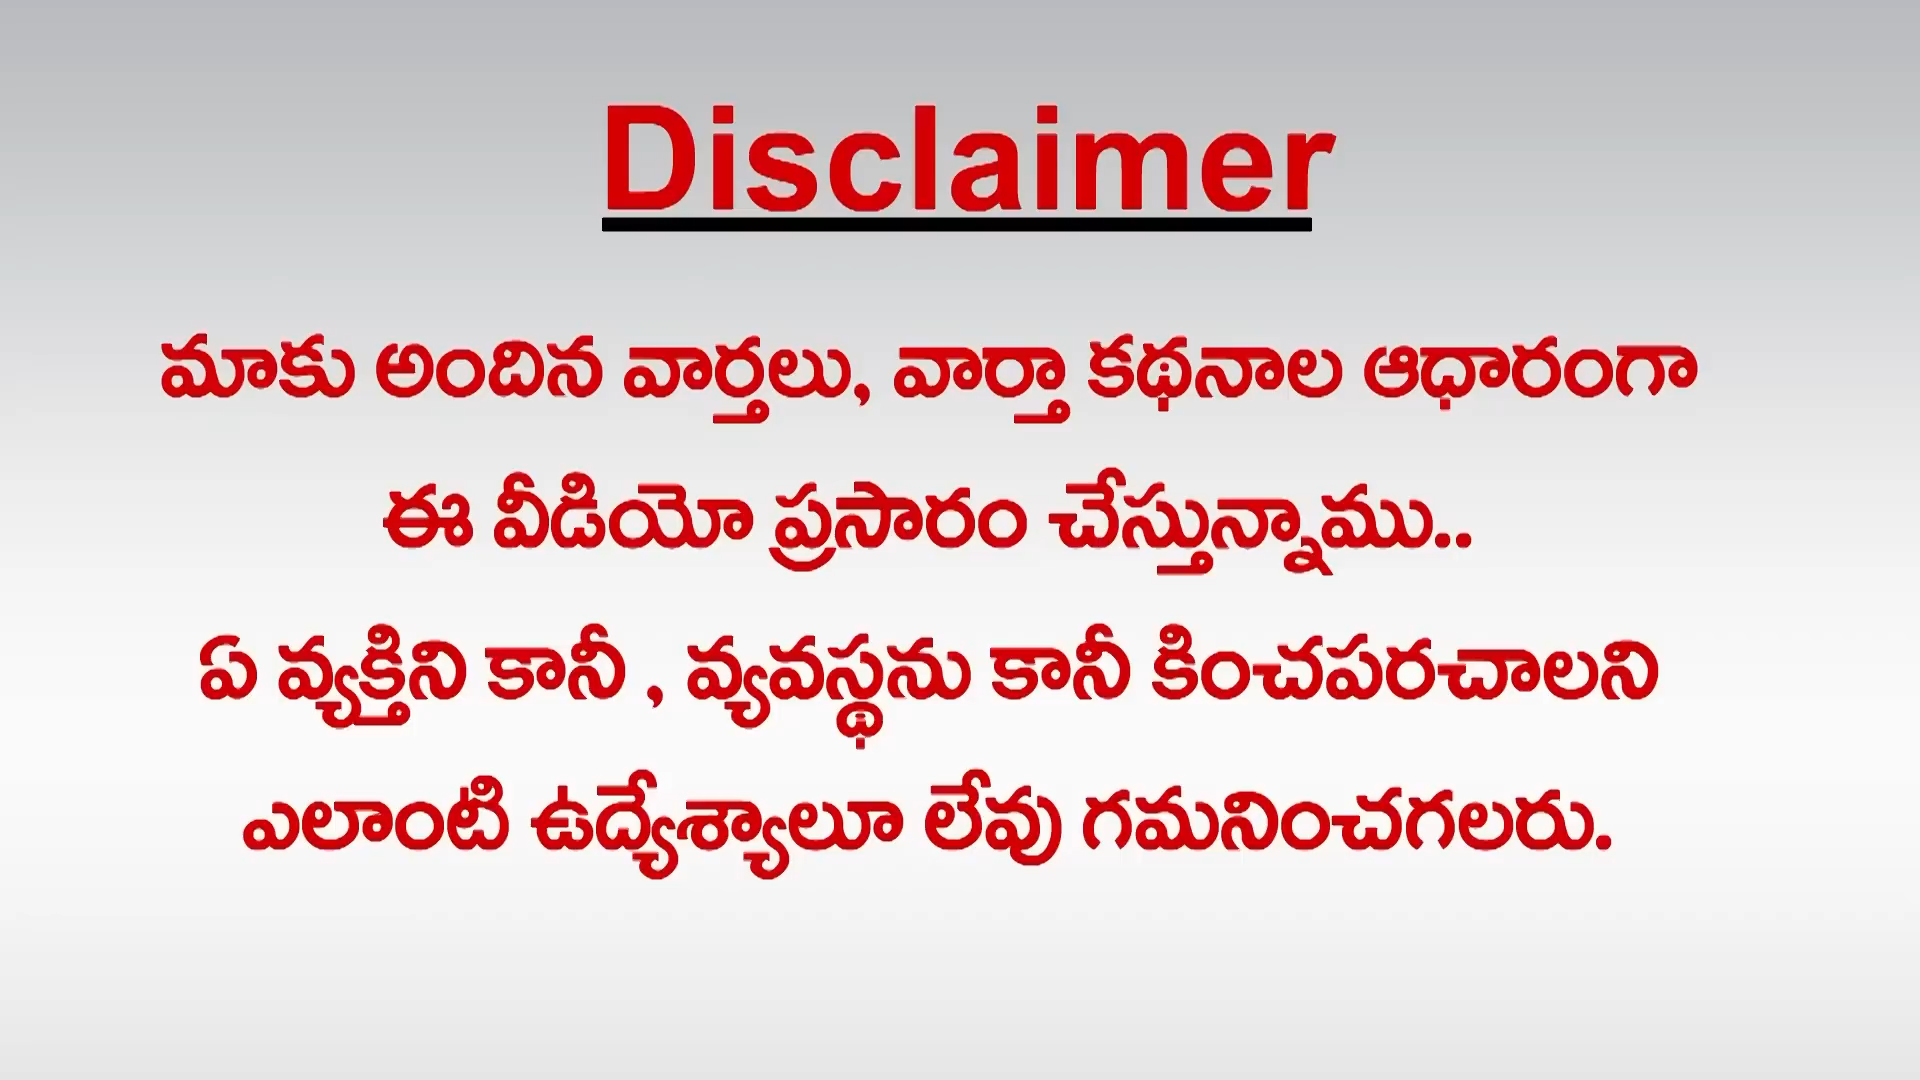 Disclaimer
మాకు అందిన వార్తలు, వార్తా కథనాల ఆధారంగా
ఈ వీడియో ప్రసారం చేస్తున్నాము..
ఏ వ్యక్తిని కానీ , వ్యవస్థను కానీ కించపరచాలని
ఎలాంటి ఉద్యేశ్యాలూ లేవు గమనించగలరు.